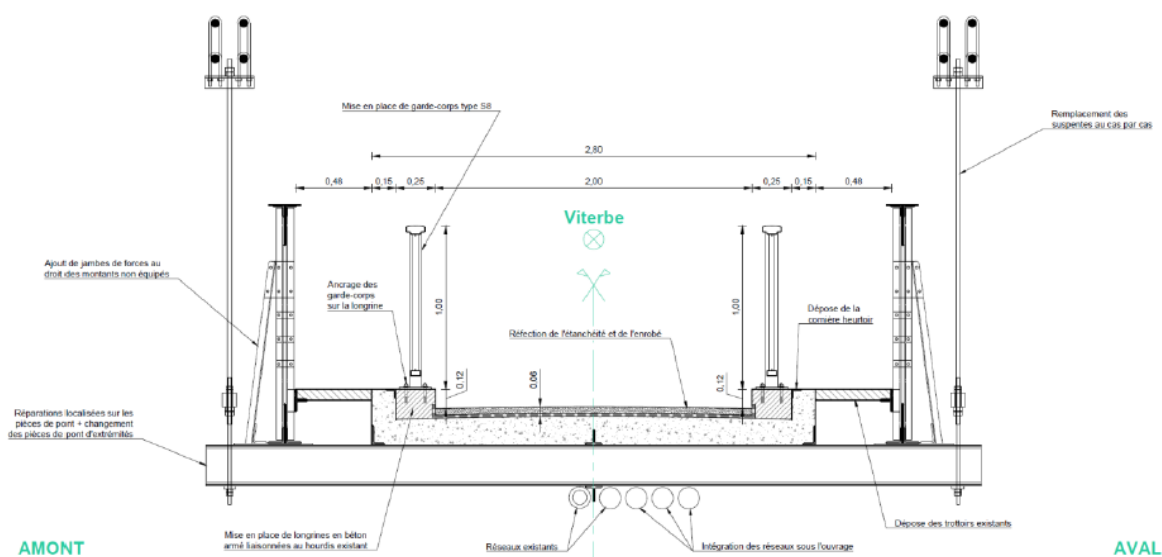 Mise en place de garde-corps type S8
Remplacement des
suspentes au cas par cas
2,80
0,48
0,15
0,25
2,00
0,25
0,15
0,48
Viterbe
Ajoutt de jambes de forces au
droit des montants non équipés
Ancrage des
garde-corps
sur la longrine
1,00
1,00
Dépose de la
cornière heurtoir
Réfection de l'étanchéité et de l'enrobé
0.12
0.06
0,12
Réparations localisées sur les
pièces de point + changement
des pièces de pont d'extrémités
Mise en place de longrines en béton
armé liaisonnées au hourdis existant
Réseaux existants
Intégration des réseaux sous l'ouvrage
Dépose des trottoirs existants
AMONT
AVAL